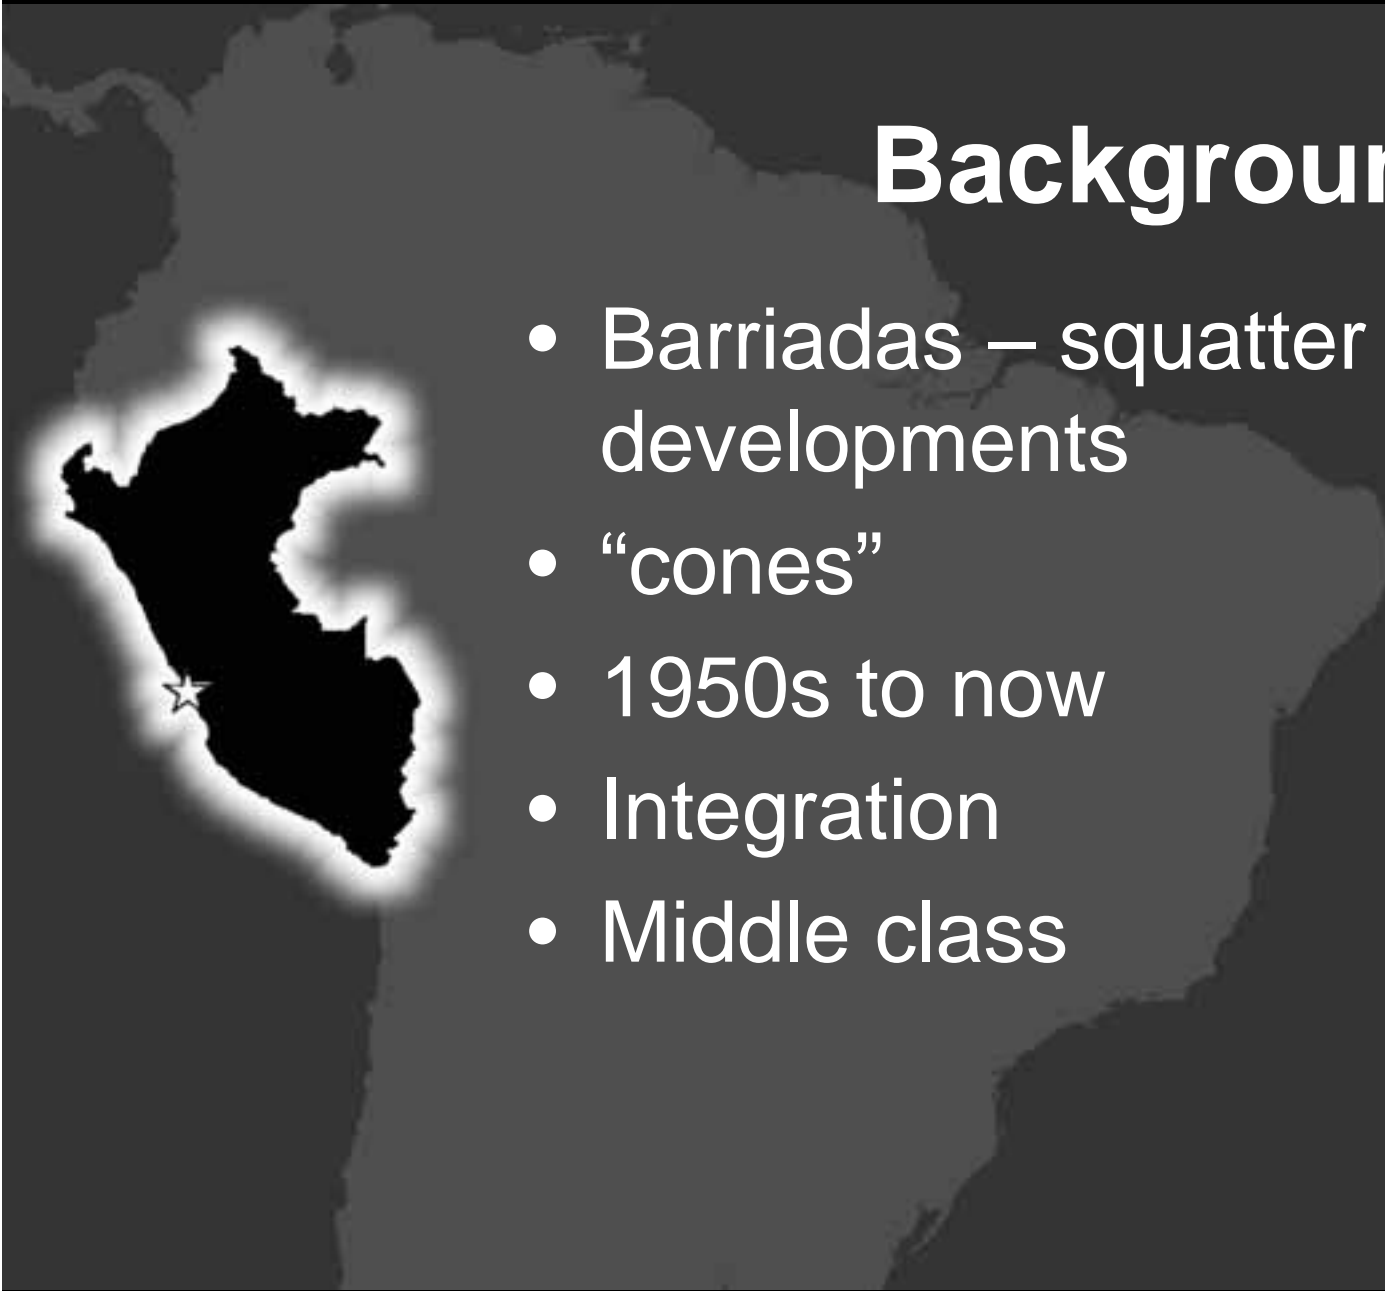 Backgrou
• Barriadas – squatter
developments
• “cones”
• 1950s to now
• Integration
• Middle class